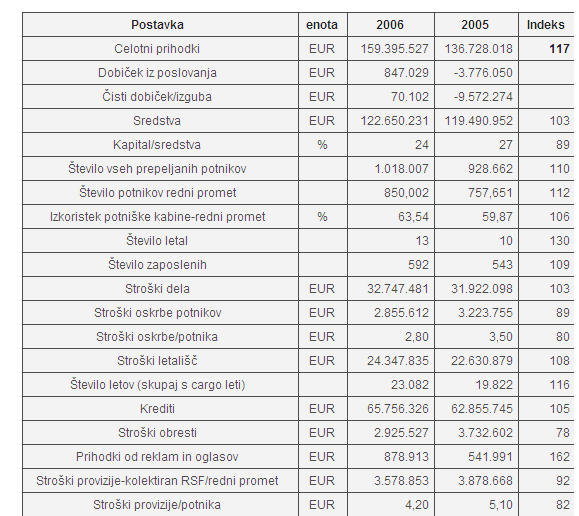 Postavka enota 2006 2005 Indeks
Celotni prihodki EUR 159.395.527 136.728.018 117
Dobiček iz poslovanja EUR 847.029 -3.776.050
Čisti dobiček/izguba EUR 70.102 -9.572.274
Sredstva EUR 122.650.231 119.490.952 103
Kapital/sredstva % 24 27 89
Število vseh prepeljanih potnikov 1.018.007 928.662 110
Število potnikov redni promet 850,002 757,651 112
Izkoristek potniške kabine-redni promet % 63,54 59,87 106
Število letal 13 10 130
Število zaposlenih 592 543 109
Stroški dela EUR 32.747.481 31.922.098 103
Stroški oskrbe potnikov EUR 2.855.612 3.223.755 89
Stroški oskrbe/potnika EUR 2,80 3,50 80
Stroški letališč EUR 24.347.835 22.630.879 108
Število letov (skupaj s cargo leti) 23.082 19.822 116
Krediti EUR 65.756.326 62.855.745 105
Stroški obresti EUR 2.925.527 3.732.602 78
Prihodki od reklam in oglasov EUR 878.913 541.991 162
Stroški provizije-kolektiran RSF/redni promet EUR 3.578.853 3.878.668 92
Stroški provizije/potnika EUR 4,20 5,10 82